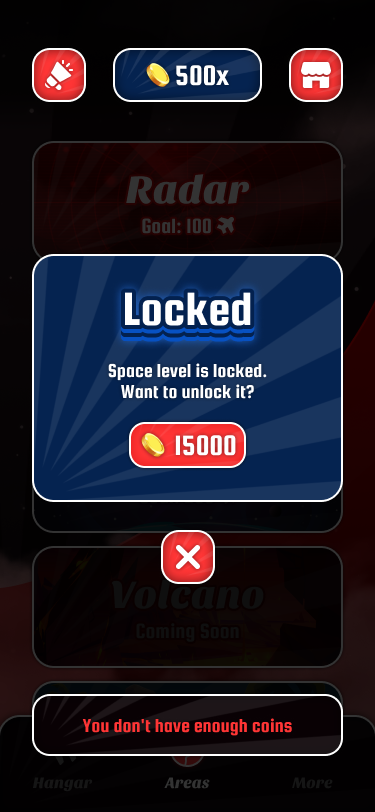 500x
Radar
Goal: 100
Locked
Space level is locked.
Want to unlock it?
15000
Volcano
Coming Soon
You don't have enough coins
Hangar
Areas
More